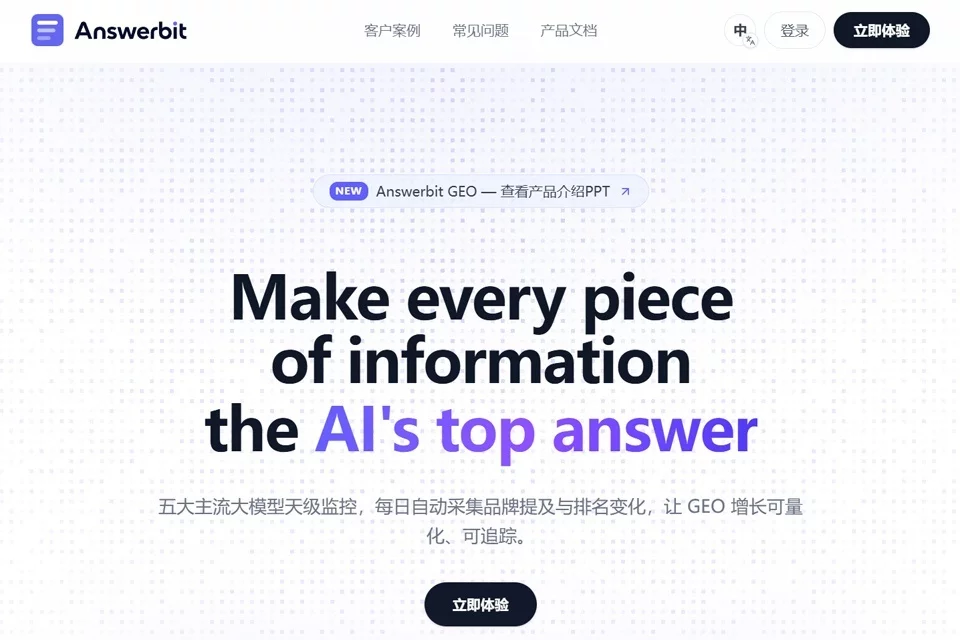 Answerbit
客户案例
常见问题
产品文档
中
登录
立即体验
NEW Answerbit GEO — 查看产品介绍PPT
Make every piece
of information
the AI's top answer
五大主流大模型天级监控，每日自动采集品牌提及与排名变化，让 GEO 增长可量
化、可追踪。
立即体验